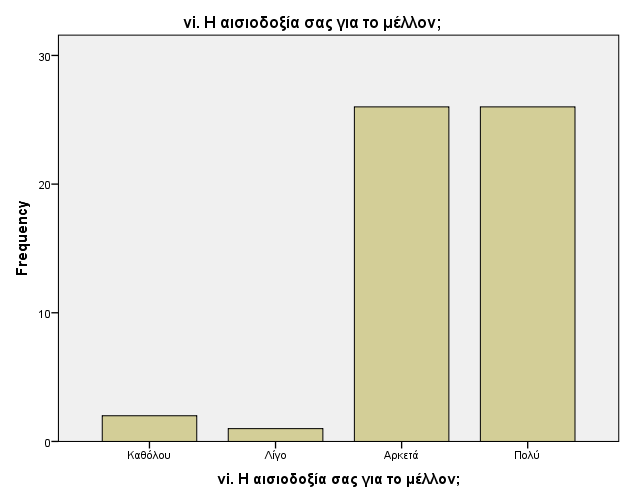 vi. Η αισιοδοξία σας για το μέλλον;
30
20
10
0
Frequency
Καθόλου
Λίγο
Αρκετά
Πολύ
vi. Η αισιοδοξία σας για το μέλλον;